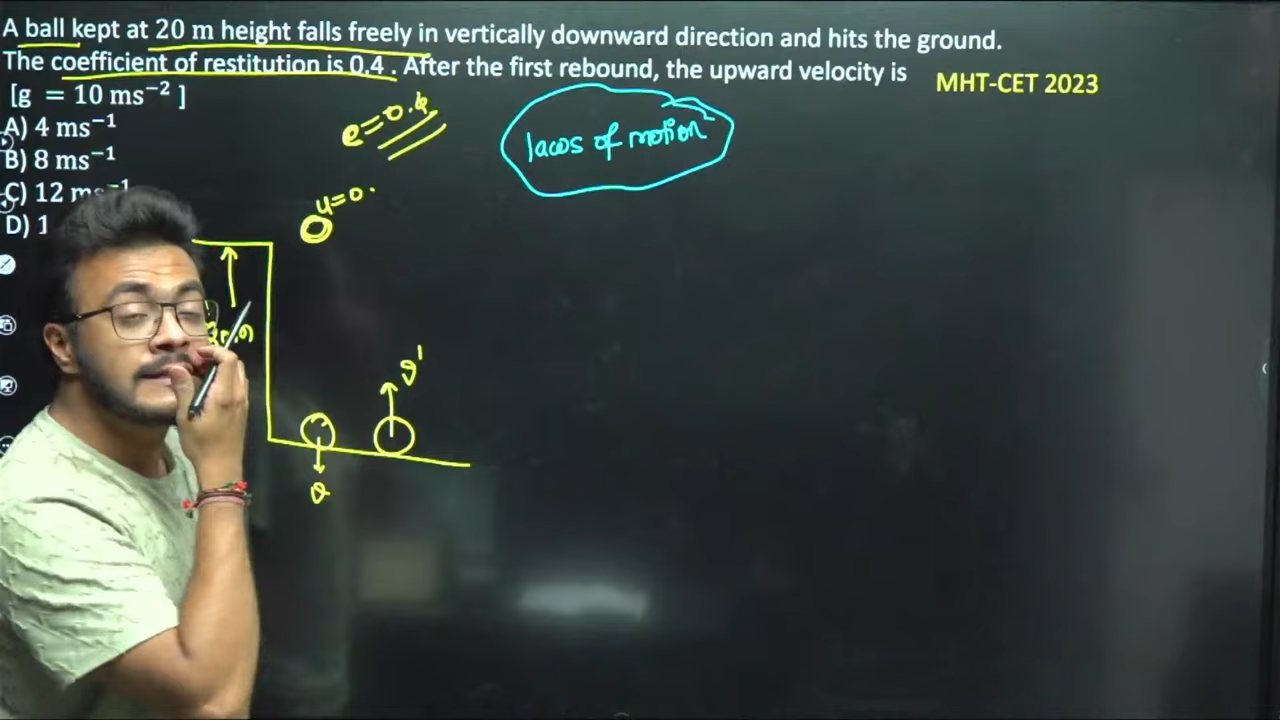 A ball kept at 20 m height falls freely in vertically downward direction and hits the ground.
The coefficient of restitution is 0.4 . After the first rebound, the upward velocity is
MHT-CET 2023
[g = 10 ms⁻² ]
A) 4 ms⁻¹
B) 8 ms⁻¹
C) 12 ms⁻¹
D) 1
e=0.4
laws of motion
u=0.
v'
v